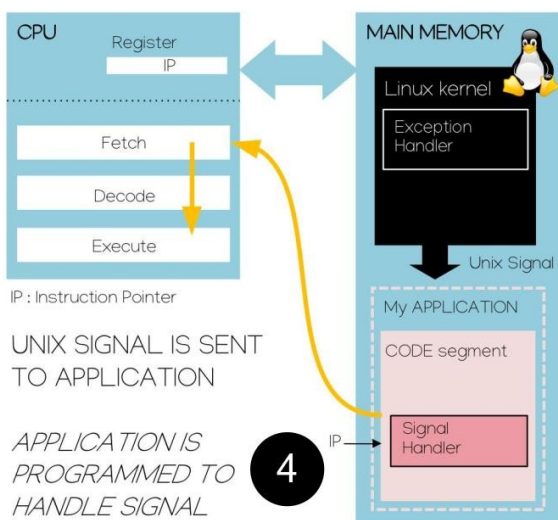 CPU
Register
IP
Fetch
Decode
Execute
IP : Instruction Pointer
UNIX SIGNAL IS SENT
TO APPLICATION
APPLICATION IS
PROGRAMMED TO
HANDLE SIGNAL
4
MAIN MEMORY
Linux kernel
Exception
Handler
Unix Signal
My APPLICATION
CODE segment
IP
Signal
Handler